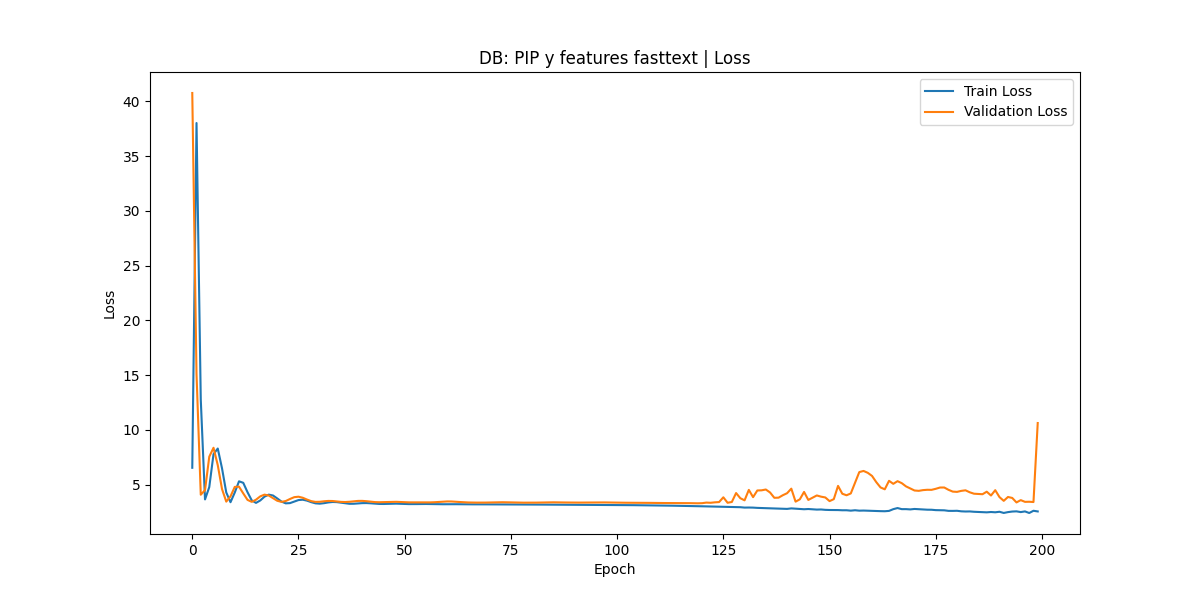 DB: PIP y features fasttext | Loss
Train Loss
Validation Loss
Loss
40
35
30
25
20
15
10
5
0 25 50 75 100 125 150 175 200
Epoch